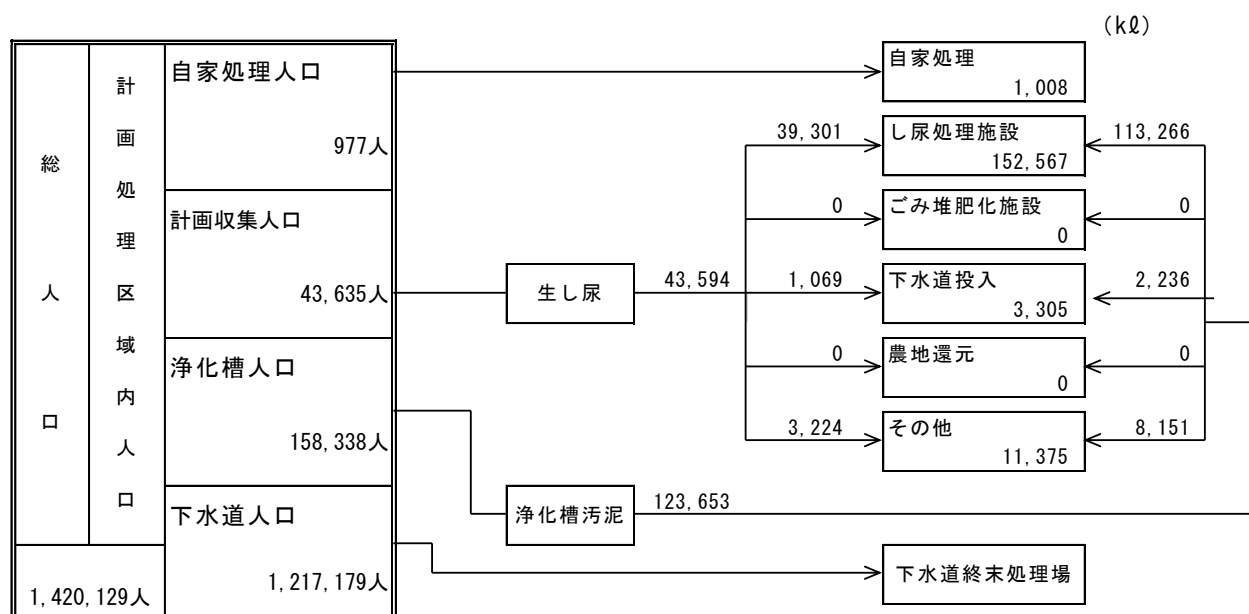 (kℓ)
総人口
1,420,129人
計画処理区域内人口
自家処理人口
977人
計画収集人口
43,635人
浄化槽人口
158,338人
下水道人口
1,217,179人
生し尿
43,594
浄化槽汚泥
123,653
自家処理
1,008
39,301
し尿処理施設
152,567
113,266
0
ごみ堆肥化施設
0
0
1,069
下水道投入
3,305
2,236
0
農地還元
0
0
3,224
その他
11,375
8,151
下水道終末処理場